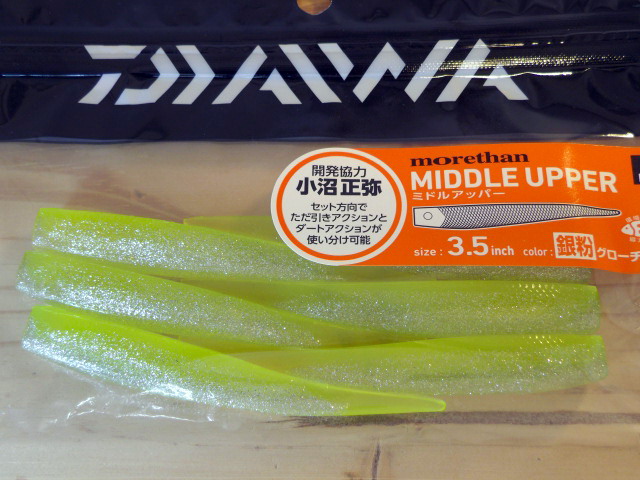 DAIWA
開発協力
小沼正弥
セット方向で
ただ引きアクションと
ダートアクションが
使い分け可能
morethan
MIDDLE UPPER
ミドルアッパー
size : 3.5inch color : 銀粉グローチ